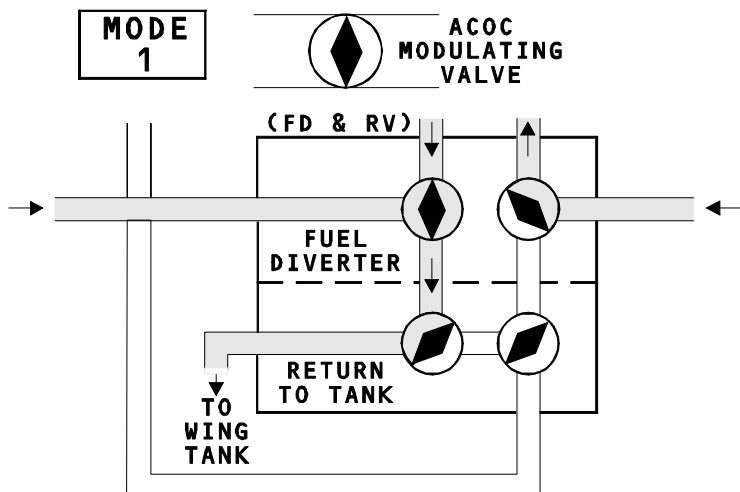 MODE
1
ACOC
MODULATING
VALVE
(FD & RV)
FUEL
DIVERTER
RETURN
TO TANK
TO
WING
TANK